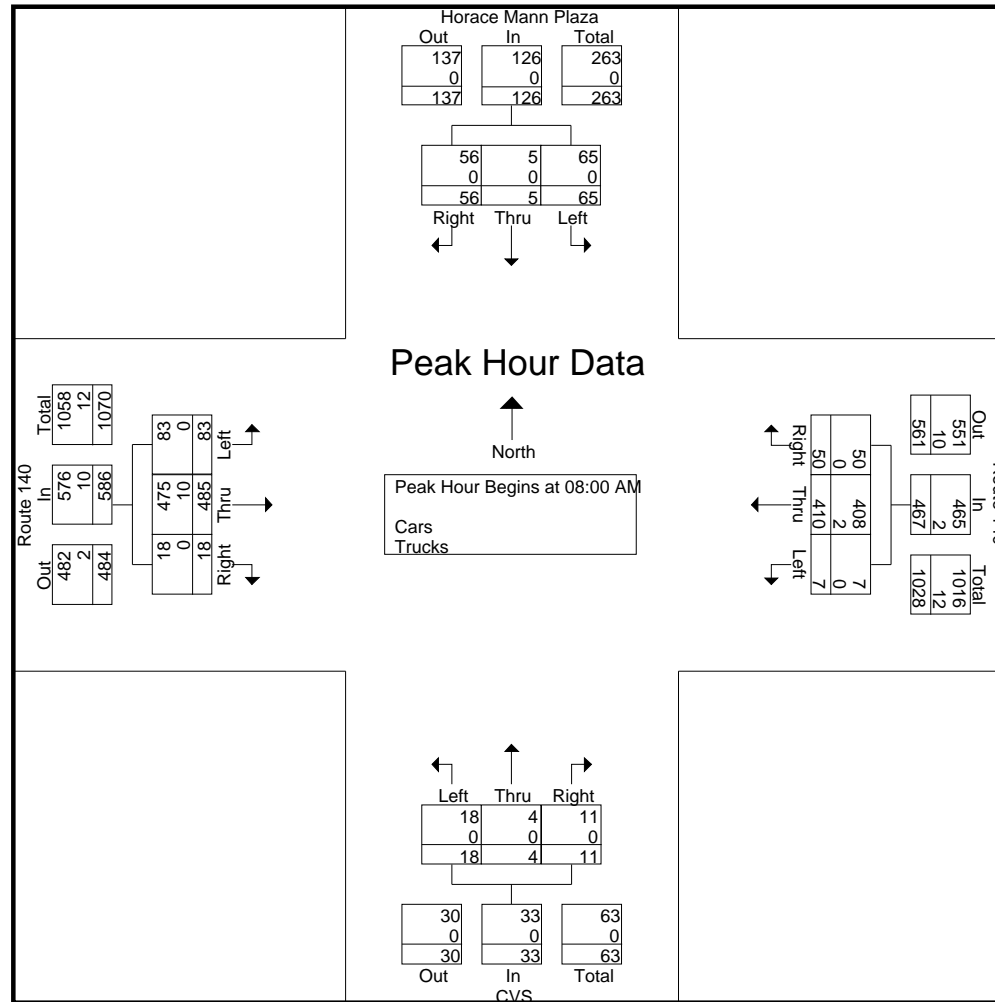 Horace Mann Plaza
Out In Total
137 126 263
0 0 0
137 126 263
56 5 65
0 0 0
56 5 65
Right Thru Left
Peak Hour Data
North
Peak Hour Begins at 08:00 AM
Cars
Trucks
Route 140
Out In Total
482 576 1058
2 10 12
484 586 1070
Left Thru Right
83 475 18
0 10 0
83 485 18
Out In Total
551 465 1016
10 2 12
561 467 1028
50 408 7
0 2 0
50 410 7
Right Thru Left
Left Thru Right
18 4 11
0 0 0
18 4 11
30 33 63
0 0 0
30 33 63
Out In Total
CVS